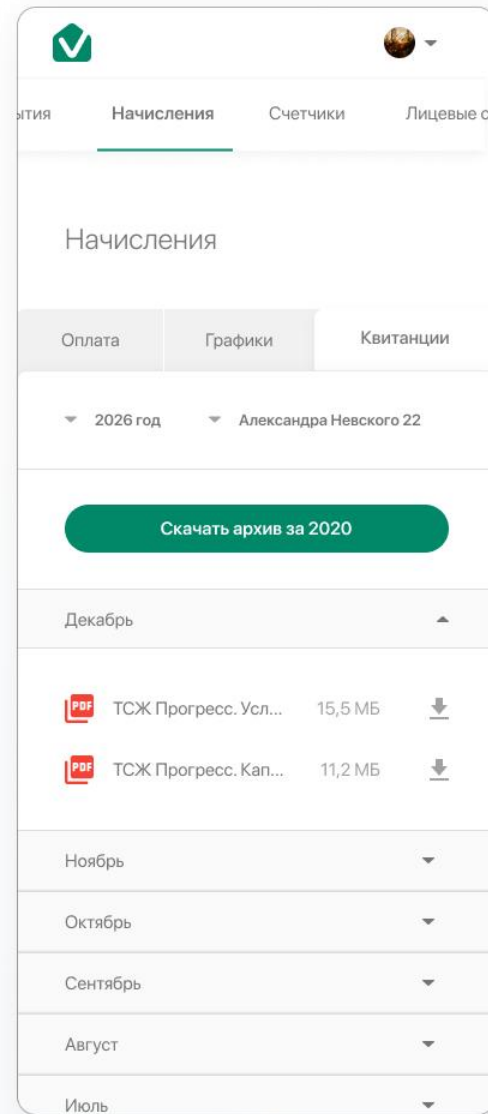 ытия Начисления Счетчики Лицевые с
Начисления
Оплата Графики Квитанции
2026 год Александра Невского 22
Скачать архив за 2020
Декабрь
PDF ТСЖ Прогресс. Усл... 15,5 МБ
PDF ТСЖ Прогресс. Кап... 11,2 МБ
Ноябрь
Октябрь
Сентябрь
Август
Июль